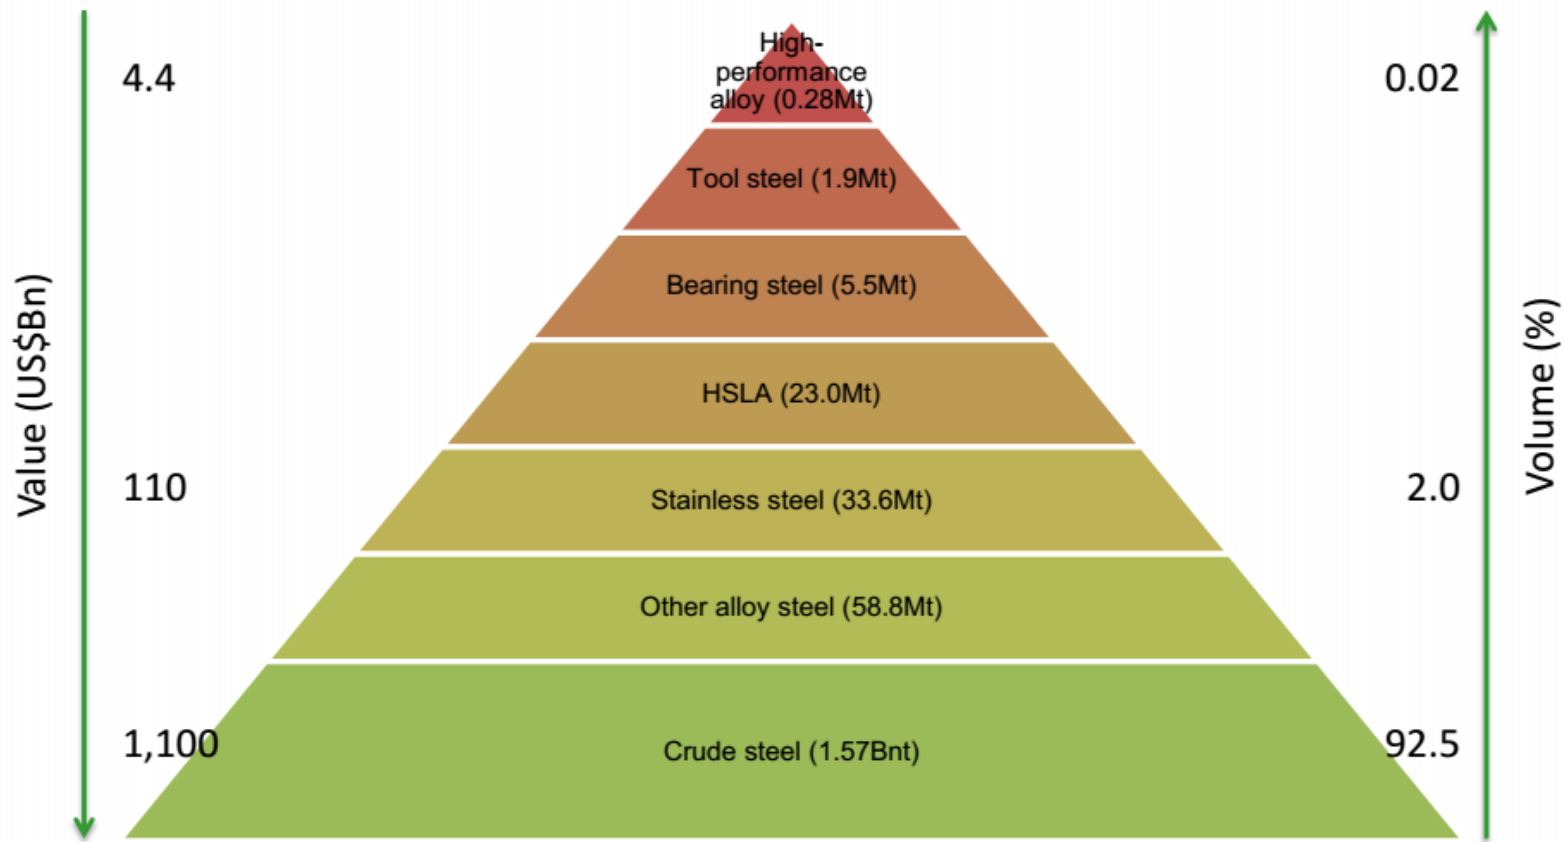 High-
performance
alloy (0.28Mt)
4.4
0.02
Tool steel (1.9Mt)
Bearing steel (5.5Mt)
Value (US$Bn)
Volume (%)
HSLA (23.0Mt)
110
Stainless steel (33.6Mt)
2.0
Other alloy steel (58.8Mt)
1,100
Crude steel (1.57Bnt)
92.5